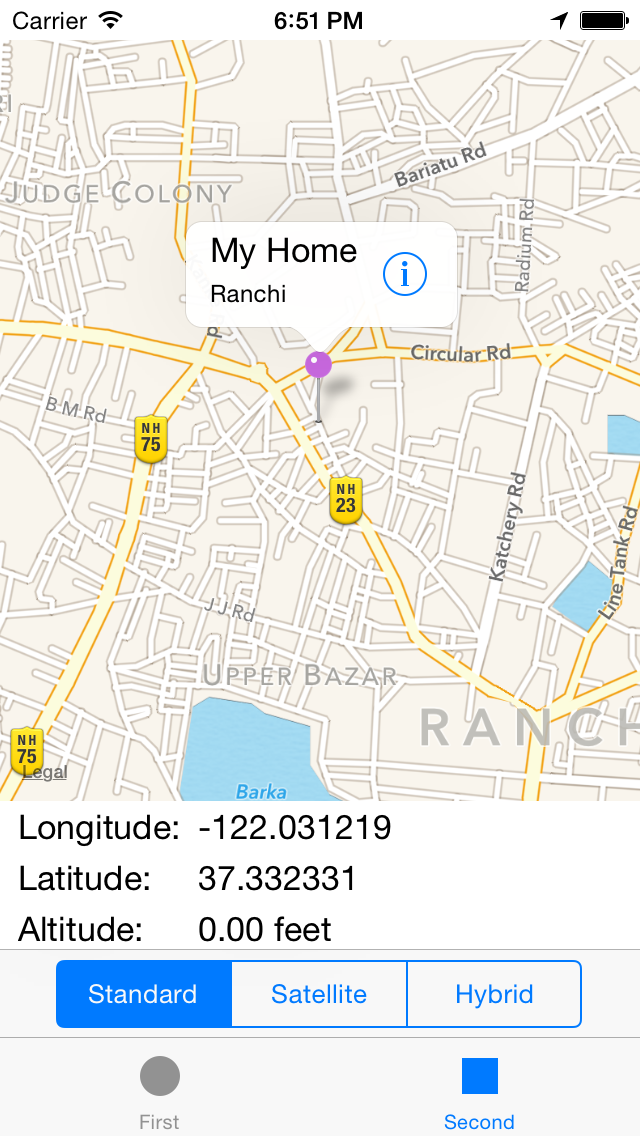 Carrier 6:51 PM
Bariatu Rd
JUDGE COLONY
Radium Rd
My Home
Ranchi
Circular Rd
B M Rd
NH
75
NH
23
Katchery Rd
Line Tank Rd
J J Rd
UPPER BAZAR
RANCH
NH
75
Legal
Barka
Longitude: -122.031219
Latitude: 37.332331
Altitude: 0.00 feet
Standard Satellite Hybrid
First Second